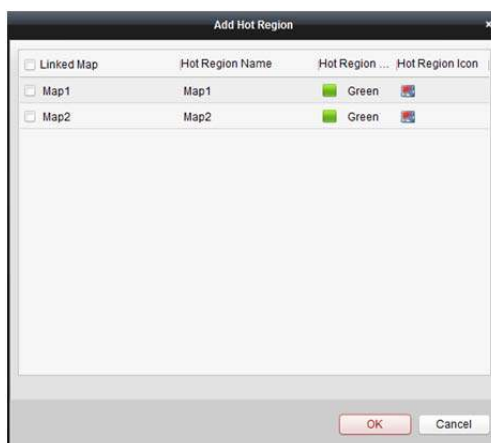 Add Hot Region
Linked Map Hot Region Name Hot Region ... Hot Region Icon
Map1 Map1 Green
Map2 Map2 Green
OK Cancel